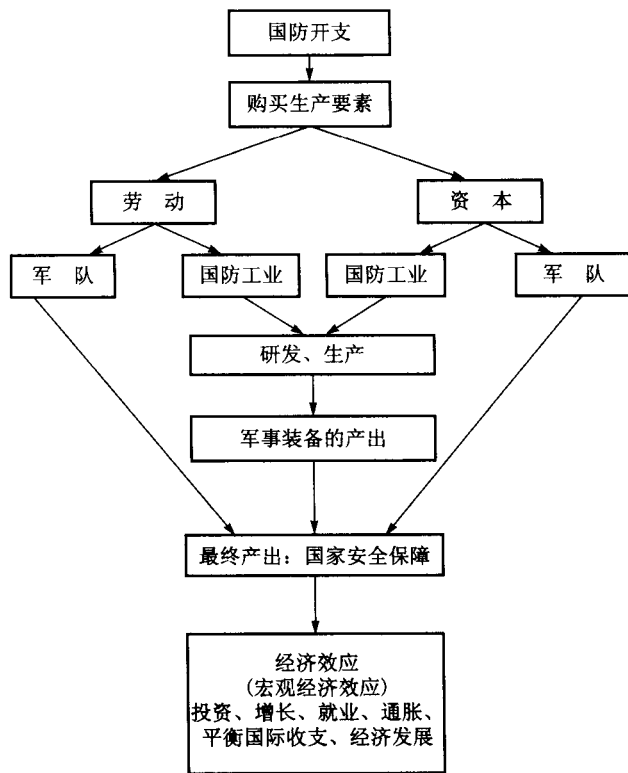 国防开支
购买生产要素
劳 动
资 本
军 队
国防工业
国防工业
军 队
研发、生产
军事装备的产出
最终产出：国家安全保障
经济效应
(宏观经济效应)
投资、增长、就业、通胀、
平衡国际收支、经济发展